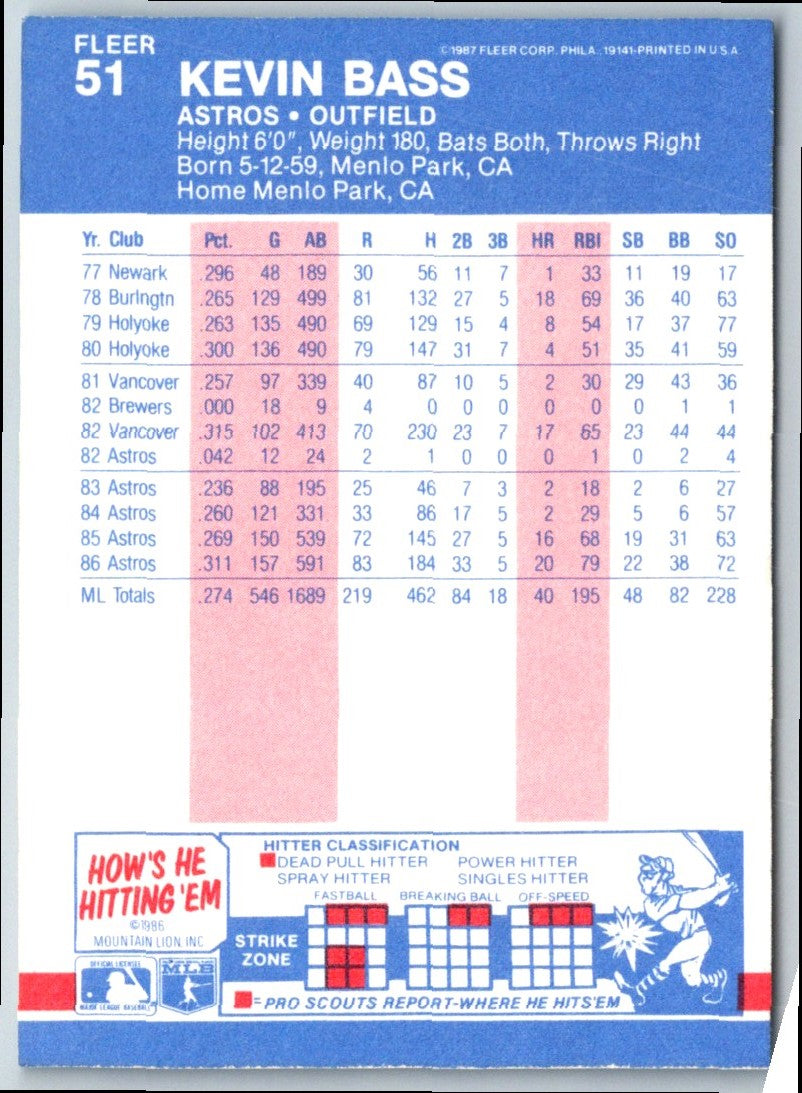 FLEER
©1987 FLEER CORP. PHILA., 19141-PRINTED IN U.S.A.
51 KEVIN BASS
ASTROS • OUTFIELD
Height 6'0", Weight 180, Bats Both, Throws Right
Born 5-12-59, Menlo Park, CA
Home Menlo Park, CA
Yr. Club Pct. G AB R H 2B 3B HR RBI SB BB SO
77 Newark .296 48 189 30 56 11 7 1 33 11 19 17
78 Burlngtn .265 129 499 81 132 27 5 18 69 36 40 63
79 Holyoke .263 135 490 69 129 15 4 8 54 17 37 77
80 Holyoke .300 136 490 79 147 31 7 4 51 35 41 59
81 Vancover .257 97 339 40 87 10 5 2 30 29 43 36
82 Brewers .000 18 9 4 0 0 0 0 0 0 1 1
82 Vancover .315 102 413 70 230 23 7 17 65 23 44 44
82 Astros .042 12 24 2 1 0 0 0 1 0 2 4
83 Astros .236 88 195 25 46 7 3 2 18 2 6 27
84 Astros .260 121 331 33 86 17 5 2 29 5 6 57
85 Astros .269 150 539 72 145 27 5 16 68 19 31 63
86 Astros .311 157 591 83 184 33 5 20 79 22 38 72
ML Totals .274 546 1689 219 462 84 18 40 195 48 82 228
HOW'S HE
HITTING 'EM
©1986
MOUNTAIN LION INC
HITTER CLASSIFICATION
DEAD PULL HITTER POWER HITTER
SPRAY HITTER SINGLES HITTER
FASTBALL BREAKING BALL OFF-SPEED
STRIKE
ZONE
= PRO SCOUTS REPORT-WHERE HE HITS 'EM
OFFICIAL LICENSEE
MAJOR LEAGUE BASEBALL
MLB